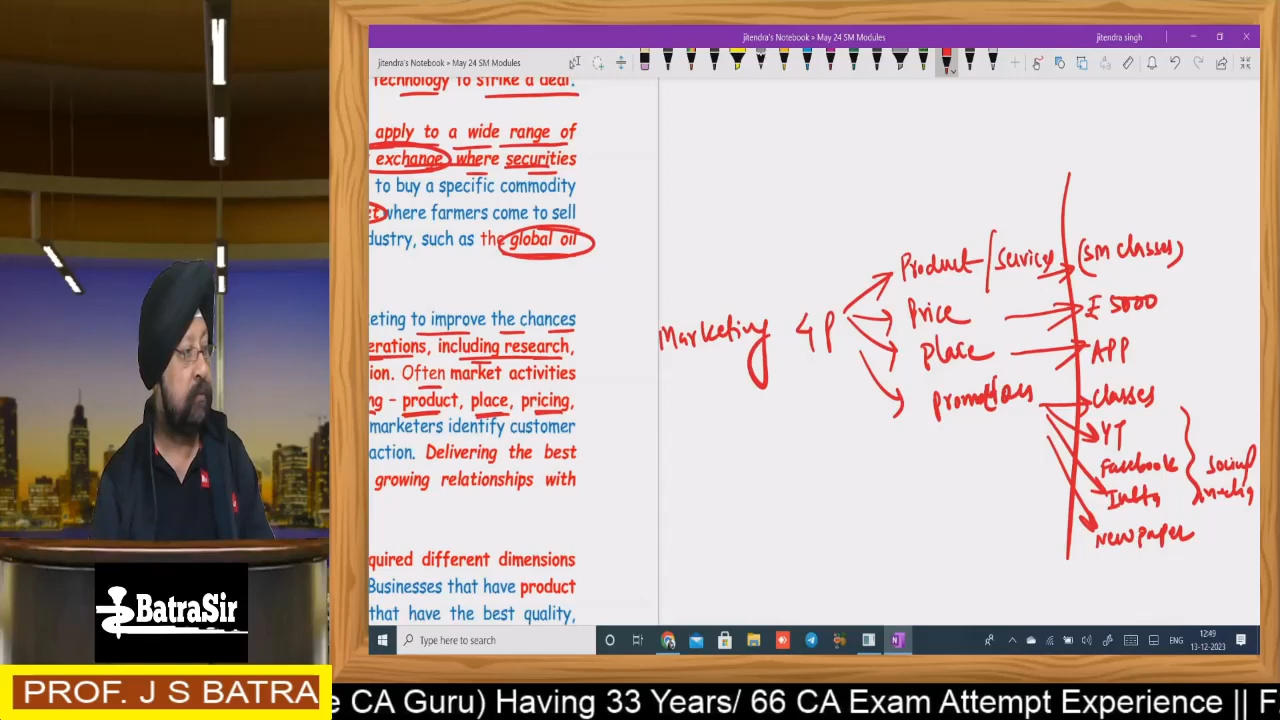 jitendra's Notebook » May 24 SM Modules
jitendra singh
jitendra's Notebook » May 24 SM Modules
technology to strike a deal.
apply to a wide range of
exchange where securities
to buy a specific commodity
et where farmers come to sell
dustry, such as the global oil
keting to improve the chances
erations, including research,
ion. Often market activities
ng – product, place, pricing,
marketers identify customer
action. Delivering the best
growing relationships with
quired different dimensions
Businesses that have product
that have the best quality,
Marketing 4P
Product / Services (SM classes)
Price £ 5000
Place APP
Promotions classes
YT
Facebook
Insta
Newpaper
Social media
BatraSir
Type here to search
ENG
12:49
13-12-2023
PROF. J S BATRA
e CA Guru) Having 33 Years/ 66 CA Exam Attempt Experience || F